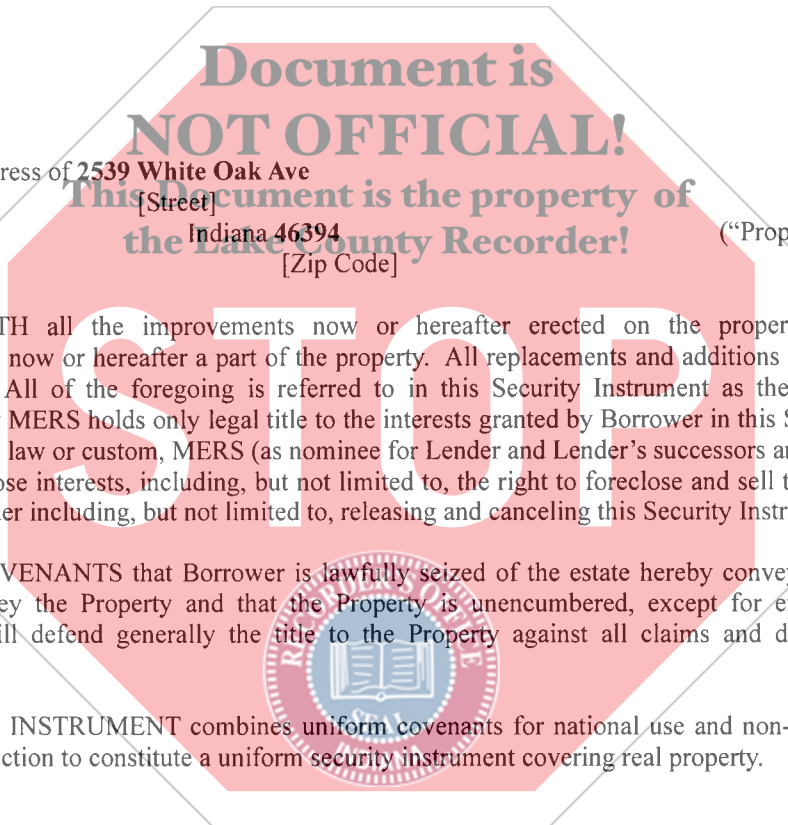 Document is
NOT OFFICIAL!
ress of 2539 White Oak Ave
This Document is the property of
[Street]
Indiana 46394 ("Prop
the Lake County Recorder!
[Zip Code]
TH all the improvements now or hereafter erected on the proper
now or hereafter a part of the property. All replacements and additions
All of the foregoing is referred to in this Security Instrument as the
MERS holds only legal title to the interests granted by Borrower in this S
law or custom, MERS (as nominee for Lender and Lender's successors an
ose interests, including, but not limited to, the right to foreclose and sell t
er including, but not limited to, releasing and canceling this Security Instr
STOP
VENANTS that Borrower is lawfully seized of the estate hereby convey
ey the Property and that the Property is unencumbered, except for e
ill defend generally the title to the Property against all claims and d
RECORDER'S OFFICE
SEAL
INDIANA
INSTRUMENT combines uniform covenants for national use and non-
ction to constitute a uniform security instrument covering real property.